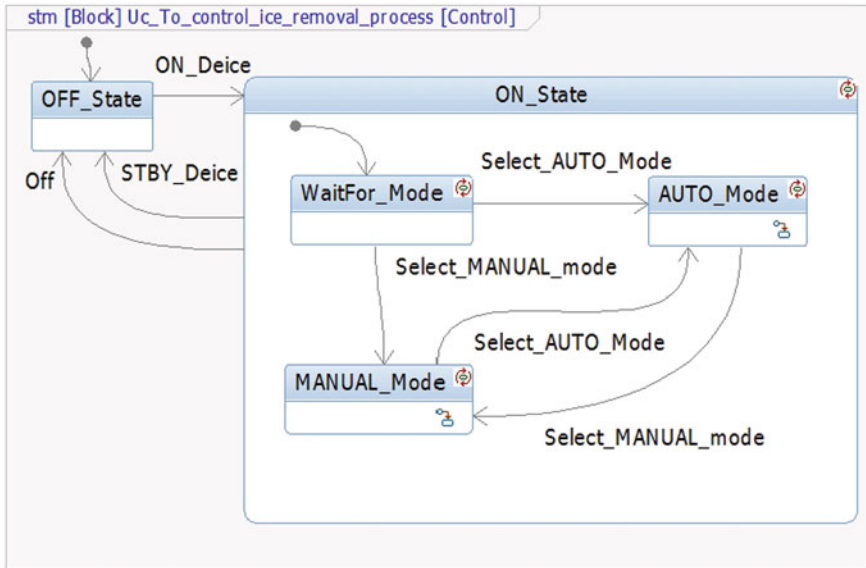 stm [Block] Uc_To_control_ice_removal_process [Control]
ON_Deice
OFF_State
ON_State
Off
STBY_Deice
Select_AUTO_Mode
WaitFor_Mode
AUTO_Mode
Select_MANUAL_mode
Select_AUTO_Mode
MANUAL_Mode
Select_MANUAL_mode